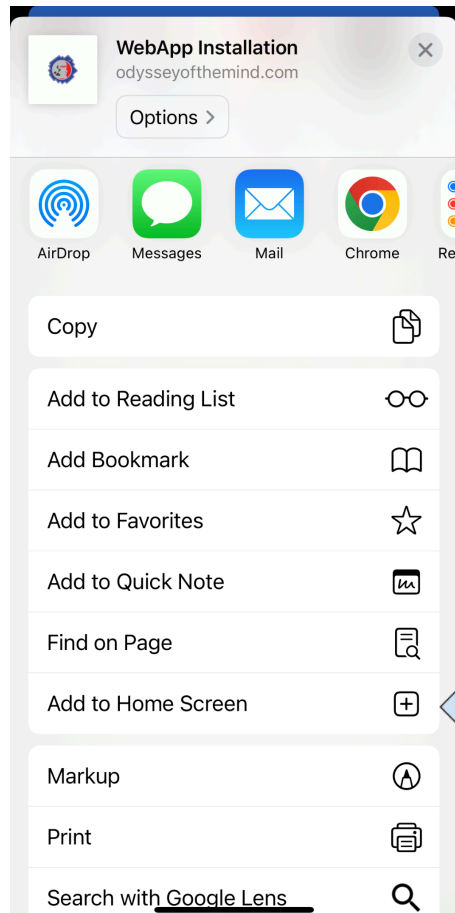 WebApp Installation
odysseyofthemind.com
Options
AirDrop Messages Mail Chrome Re
Copy
Add to Reading List
Add Bookmark
Add to Favorites
Add to Quick Note
Find on Page
Add to Home Screen
Markup
Print
Search with Google Lens